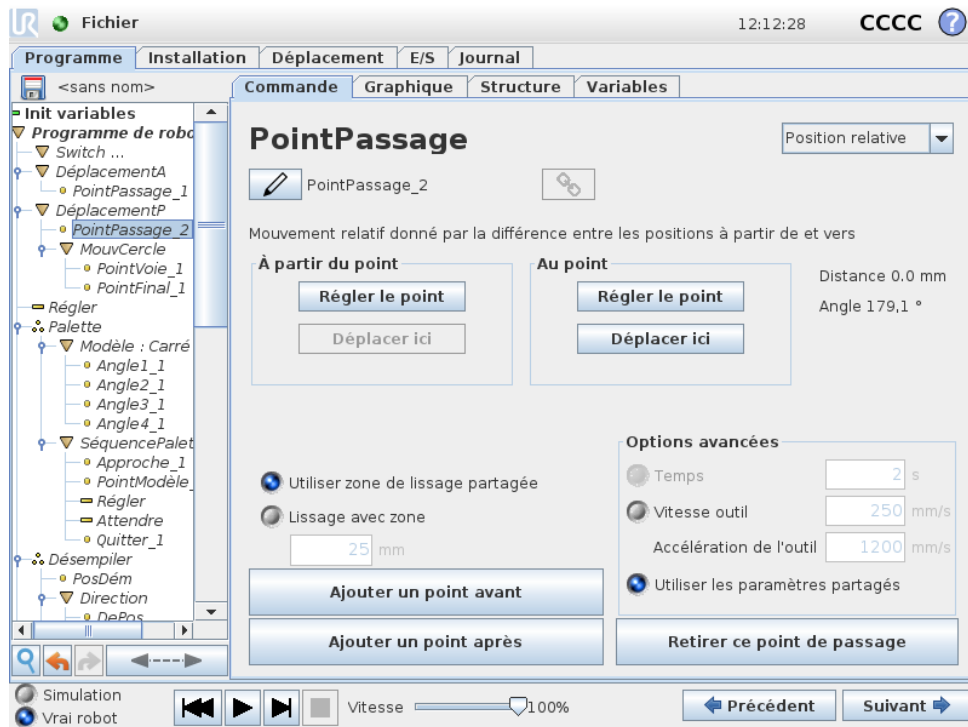 UR Fichier 12:12:28 CCCC ?
Programme Installation Déplacement E/S Journal
<sans nom> Commande Graphique Structure Variables
Init variables
Programme de robo
Switch ...
DéplacementA
PointPassage_1
DéplacementP
PointPassage_2
MouvCercle
PointVoie_1
PointFinal_1
Régler
Palette
Modèle : Carré
Angle1_1
Angle2_1
Angle3_1
Angle4_1
SéquencePalet
Approche_1
PointModèle_
Régler
Attendre
Quitter_1
Désempiler
PosDém
Direction
DePos
PointPassage
Position relative
PointPassage_2
Mouvement relatif donné par la différence entre les positions à partir de et vers
À partir du point
Régler le point
Déplacer ici
Au point
Régler le point
Déplacer ici
Distance 0.0 mm
Angle 179,1 °
Utiliser zone de lissage partagée
Lissage avec zone
25 mm
Options avancées
Temps 2 s
Vitesse outil 250 mm/s
Accélération de l'outil 1200 mm/s
Utiliser les paramètres partagés
Ajouter un point avant
Ajouter un point après
Retirer ce point de passage
Simulation
Vrai robot
Vitesse 100%
Précédent
Suivant